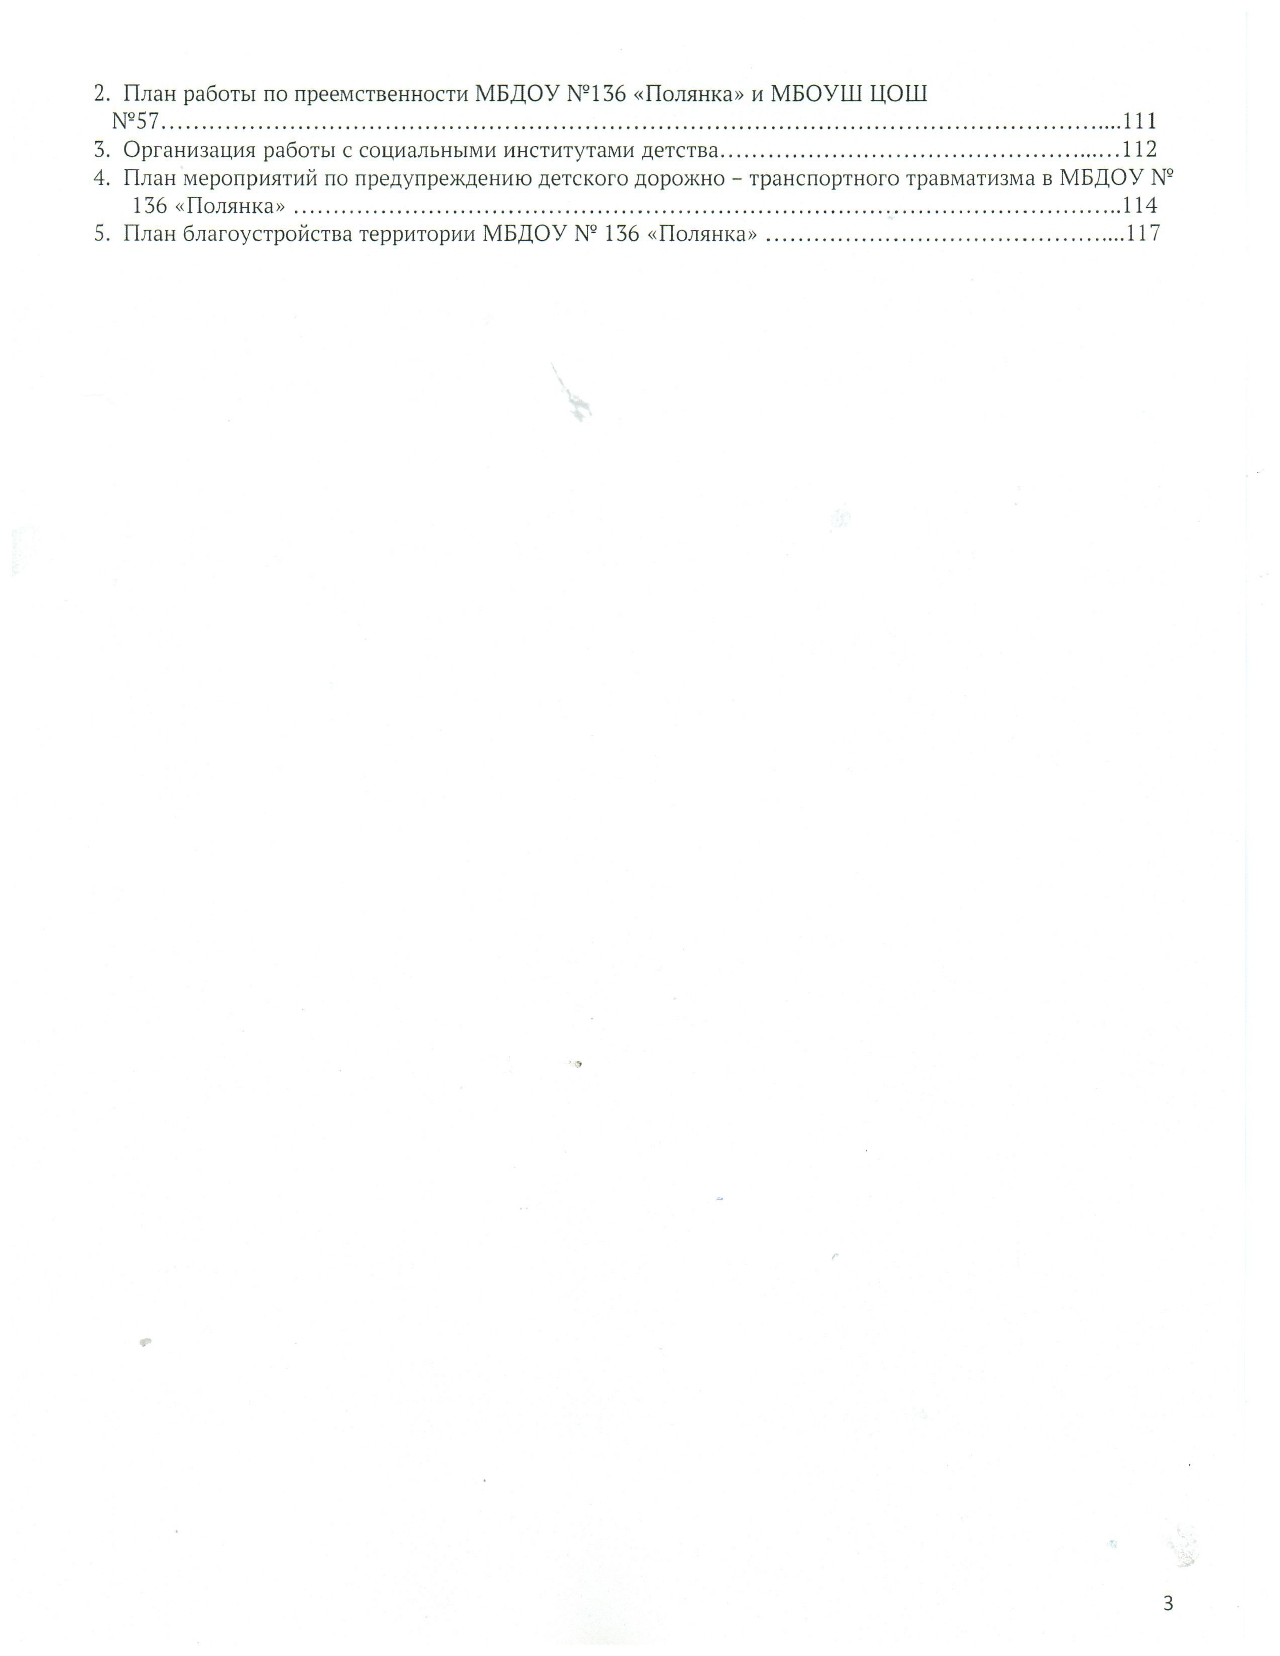 2. План работы по преемственности МБДОУ №136 «Полянка» и МБОУШ ЦОШ
№57……………………………………………………………………………………………………....111
3. Организация работы с социальными институтами детства………………………………………...…..112
4. План мероприятий по предупреждению детского дорожно – транспортного травматизма в МБДОУ №
136 «Полянка» …………………………………………………………………………………………..114
5. План благоустройства территории МБДОУ № 136 «Полянка» ……………………………………....117
3